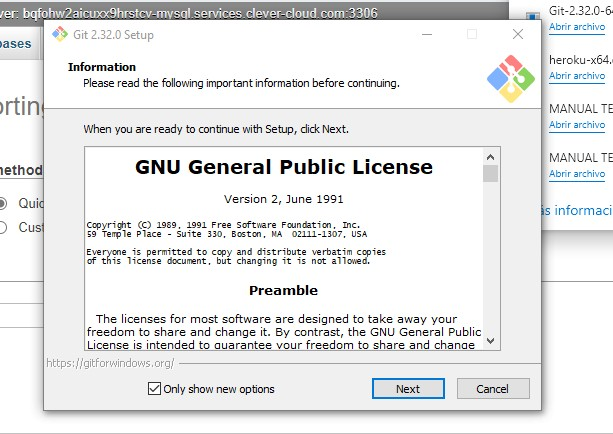 ver: bqfohw2aicuxx9hrstcv-mysql.services.clever-cloud.com:3306
bases
orting
method
Quic
Cust
Git 2.32.0 Setup
Information
Please read the following important information before continuing.
When you are ready to continue with Setup, click Next.
GNU General Public License
Version 2, June 1991
Copyright (C) 1989, 1991 Free Software Foundation, Inc.
59 Temple Place - Suite 330, Boston, MA  02111-1307, USA
Everyone is permitted to copy and distribute verbatim copies
of this license document, but changing it is not allowed.
Preamble
The licenses for most software are designed to take away your
freedom to share and change it. By contrast, the GNU General Public
License is intended to guarantee your freedom to share and change
https://gitforwindows.org/
Only show new options
Next
Cancel
Git-2.32.0-64
Abrir archivo
heroku-x64.e
Abrir archivo
MANUAL TE
Abrir archivo
MANUAL TE
Abrir archivo
ás informaci